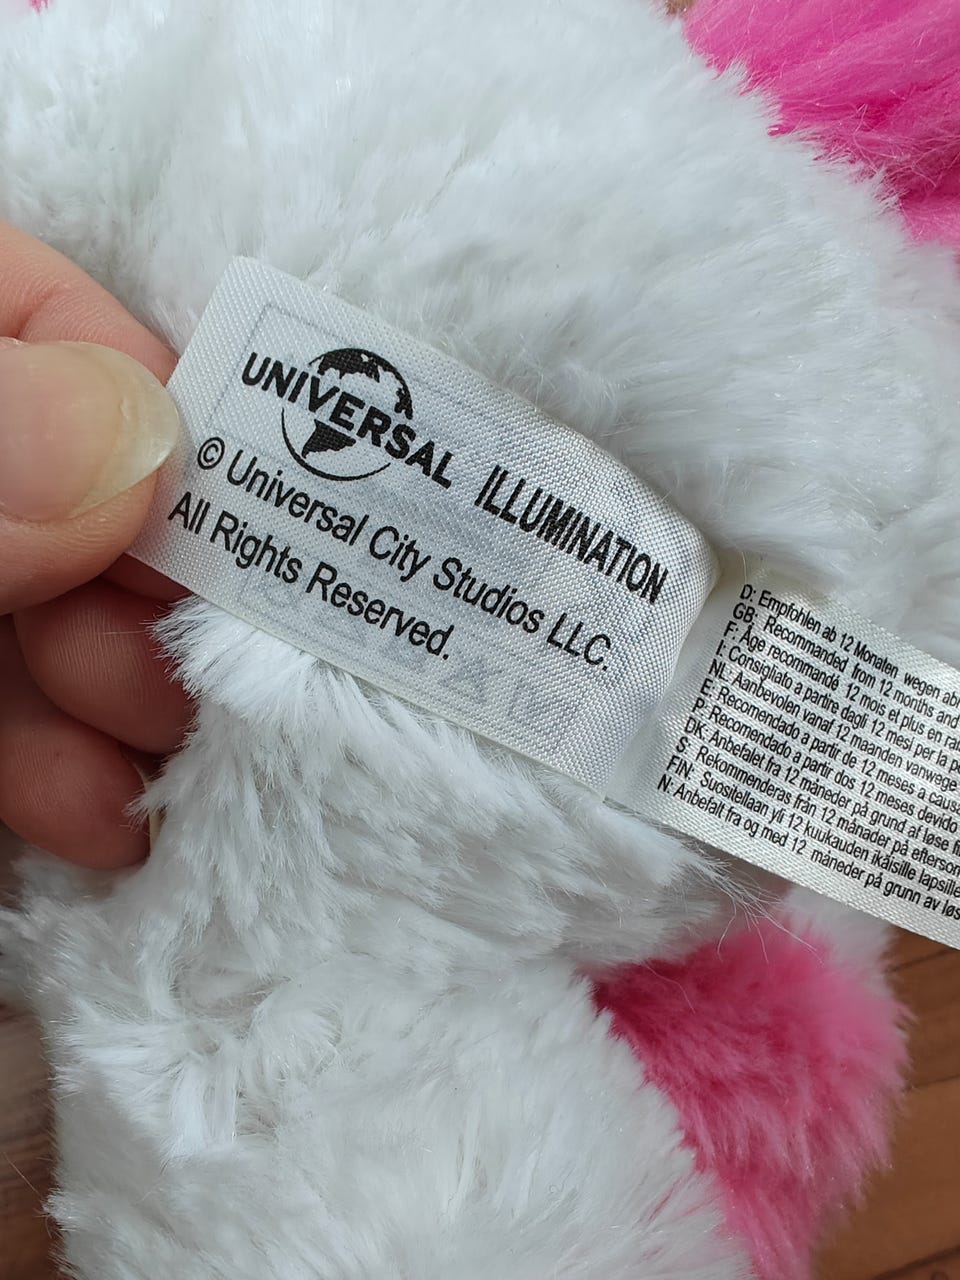 UNIVERSAL ILLUMINATION
© Universal City Studios LLC.
All Rights Reserved.
D: Empfohlen ab 12 Monaten wegen
GB: Recommanded from 12 months and
F: Âge recommandé 12 mois et plus en
I: Consigliato a partire dagli 12 mesi per la
NL: Aanbevolen vanaf 12 maanden vanwege
E: Recomendado a partir de 12 meses a
P: Recomendado a partir dos 12 meses devido
DK: Anbefalet fra 12 måneder på grund af løse
S: Rekommenderas från 12 månader på
FIN: Suositellaan yli 12 kuukauden ikäisille
N: Anbefalt fra og med 12 måneder på grunn av